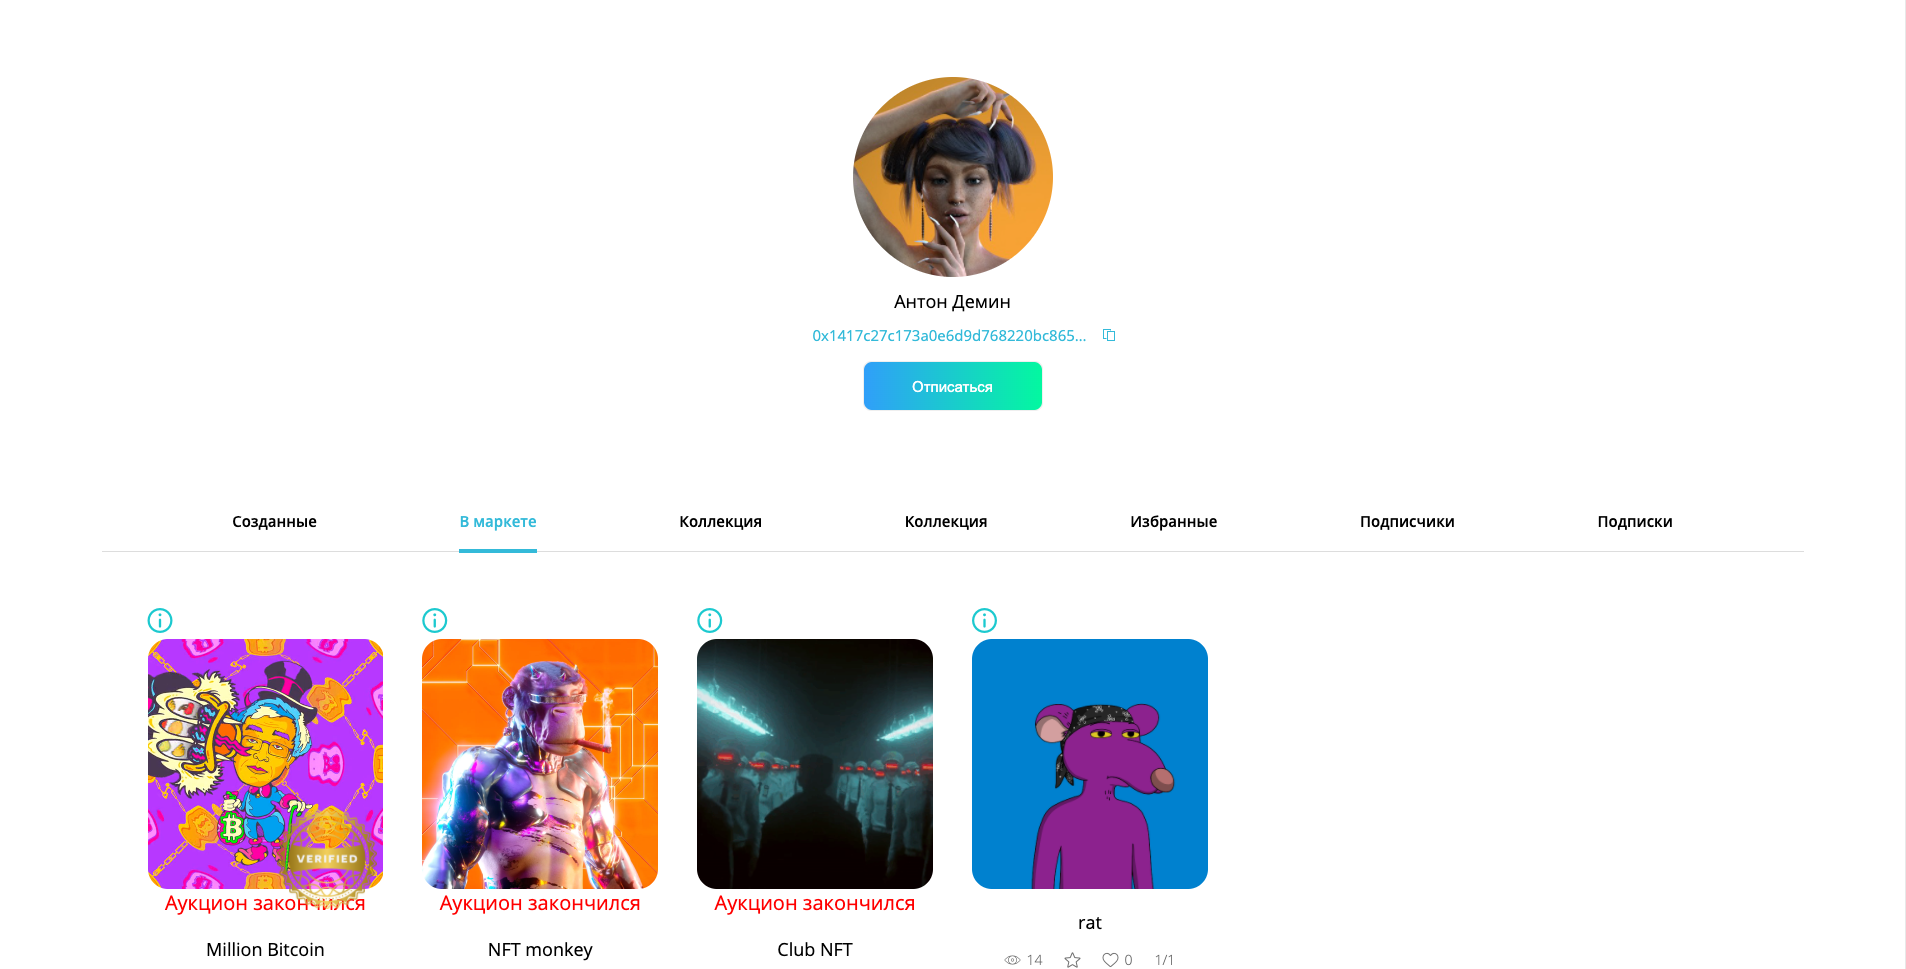 Антон Демин
0x1417c27c173a0e6d9d768220bc865...
Отписаться
Созданные
В маркете
Коллекция
Коллекция
Избранные
Подписчики
Подписки
VERIFIED
Аукцион закончился
Аукцион закончился
Аукцион закончился
rat
Million Bitcoin
NFT monkey
Club NFT
14
0
1/1